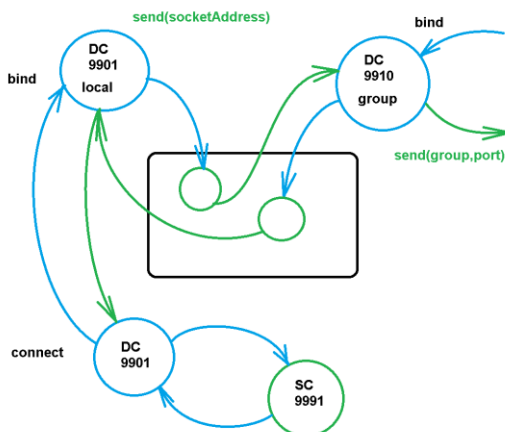 send(socketAddress)
bind
DC
9901
local
bind
DC
9910
group
send(group,port)
connect
DC
9901
SC
9991